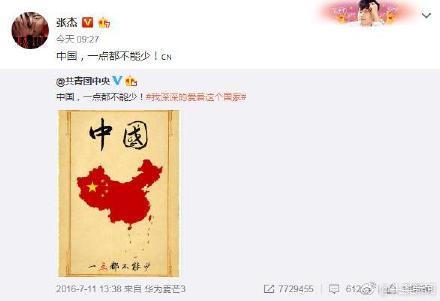 张杰
今天 09:27
中国,一点都不能少!CN
@共青团中央
中国,一点都不能少!#我深深的爱着这个国家#
中國
一点都不能少
2016-7-11 13:38 来自 华为麦芒3
7729455